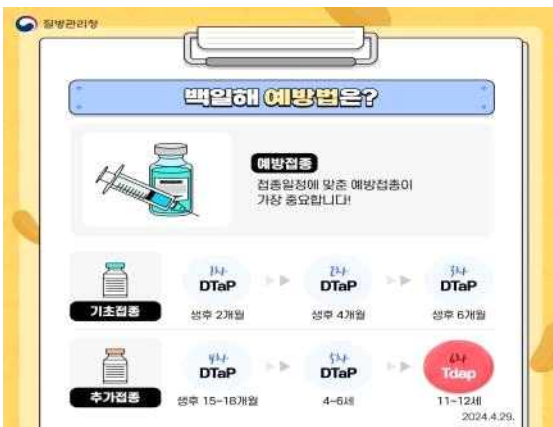 질병관리청
백일해 예방법은?
예방접종
접종일정에 맞춘 예방접종이
가장 중요합니다!
1차 2차 3차
DTaP DTaP DTaP
기초접종 생후 2개월 생후 4개월 생후 6개월
4차 5차 6차
DTaP DTaP Tdap
추가접종 생후 15~18개월 4~6세 11~12세
2024.4.29.